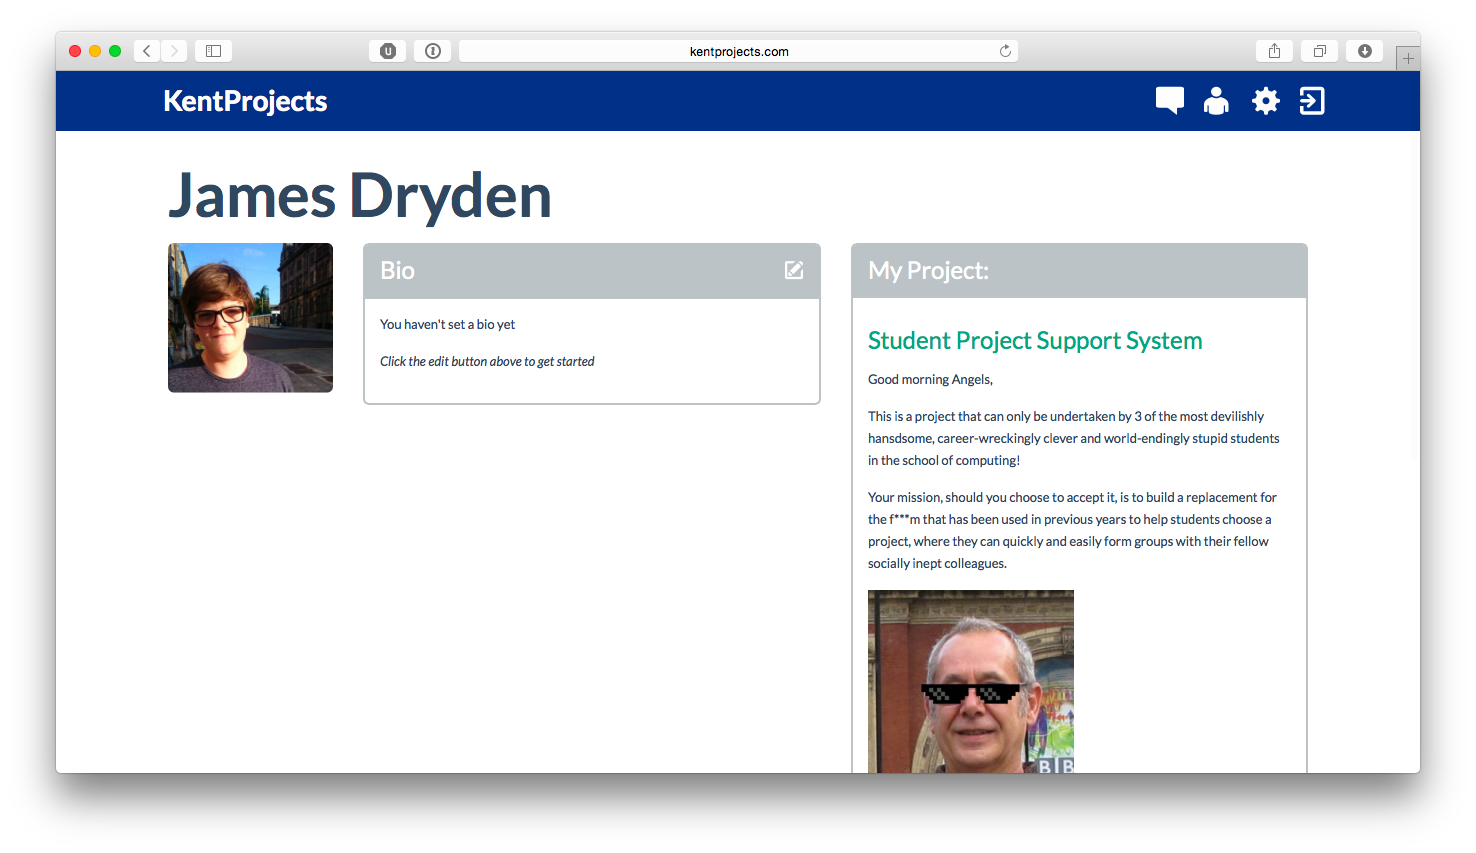 kentprojects.com
KentProjects
James Dryden
Bio
You haven't set a bio yet
Click the edit button above to get started
My Project:
Student Project Support System
Good morning Angels,
This is a project that can only be undertaken by 3 of the most devilishly
hansdsome, career-wreckingly clever and world-endingly stupid students
in the school of computing!
Your mission, should you choose to accept it, is to build a replacement for
the f***m that has been used in previous years to help students choose a
project, where they can quickly and easily form groups with their fellow
socially inept colleagues.
BB